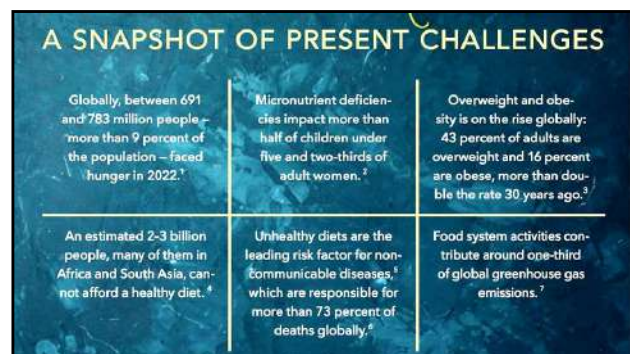 A SNAPSHOT OF PRESENT CHALLENGES
Globally, between 691
and 783 million people –
more than 9 percent of
the population – faced
hunger in 2022.¹
Micronutrient deficien-
cies impact more than
half of children under
five and two-thirds of
adult women. ²
Overweight and obe-
sity is on the rise globally:
43 percent of adults are
overweight and 16 percent
are obese, more than dou-
ble the rate 30 years ago.³
An estimated 2-3 billion
people, many of them in
Africa and South Asia, can-
not afford a healthy diet. ⁴
Unhealthy diets are the
leading risk factor for non-
communicable diseases,⁵
which are responsible for
more than 73 percent of
deaths globally.⁶
Food system activities con-
tribute around one-third
of global greenhouse gas
emissions. ⁷